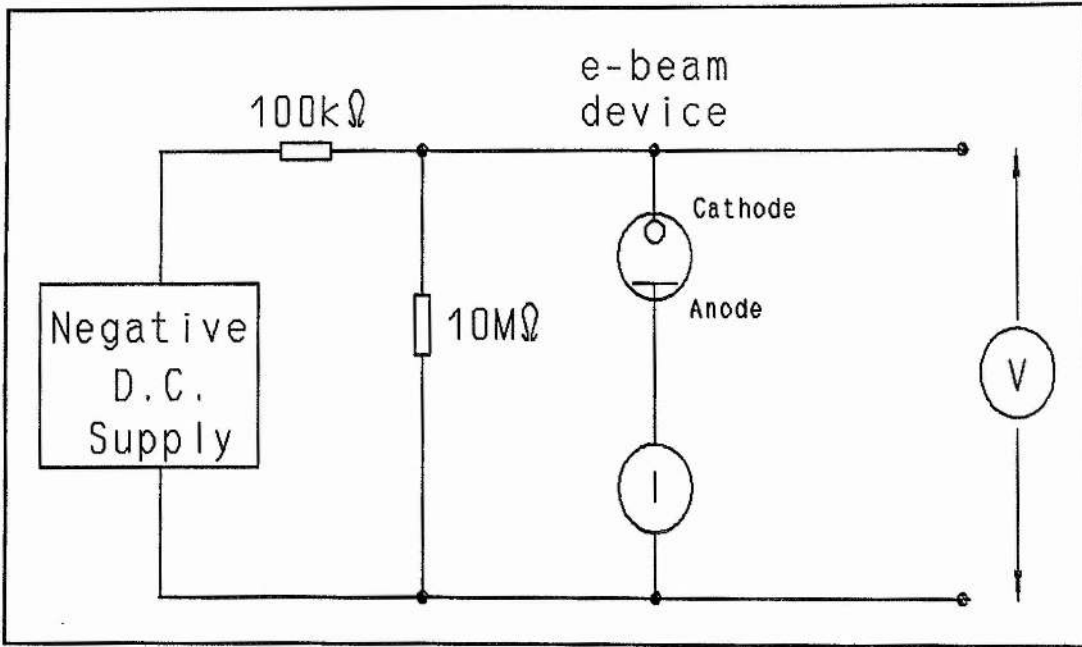 e-beam
device
100kΩ
Cathode
Anode
10MΩ
Negative
D.C.
Supply
V
I